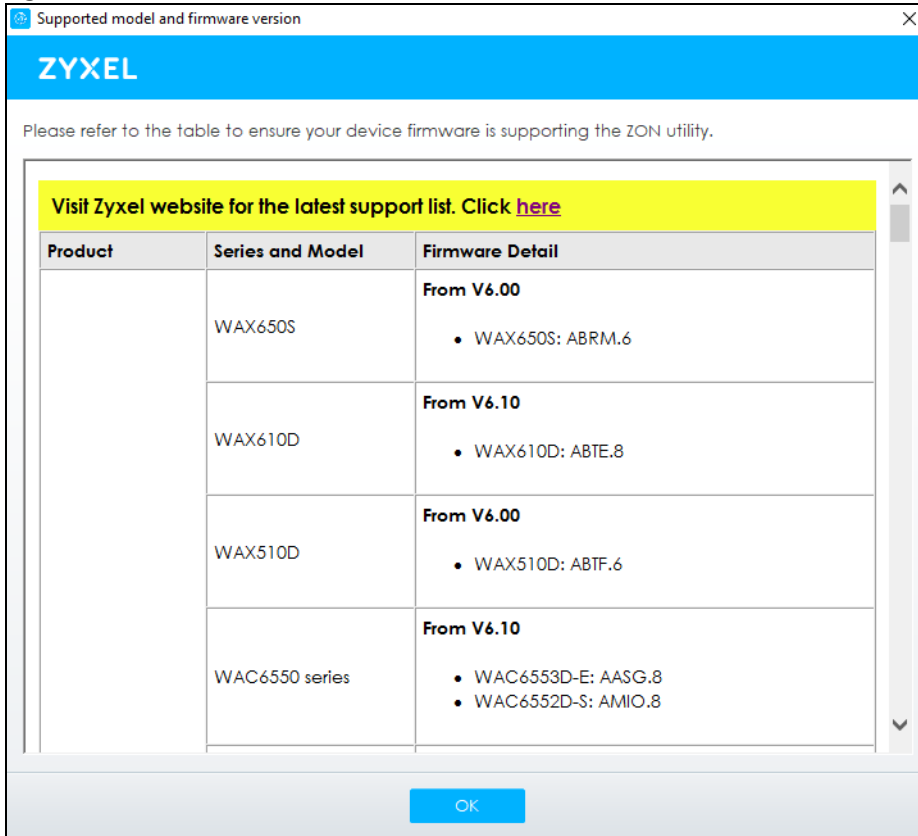 Supported model and firmware version
ZYXEL
Please refer to the table to ensure your device firmware is supporting the ZON utility.
Visit Zyxel website for the latest support list. Click here
Product Series and Model Firmware Detail
WAX650S
From V6.00
• WAX650S: ABRM.6
WAX610D
From V6.10
• WAX610D: ABTE.8
WAX510D
From V6.00
• WAX510D: ABTF.6
WAC6550 series
From V6.10
• WAC6553D-E: AASG.8
• WAC6552D-S: AMIO.8
OK